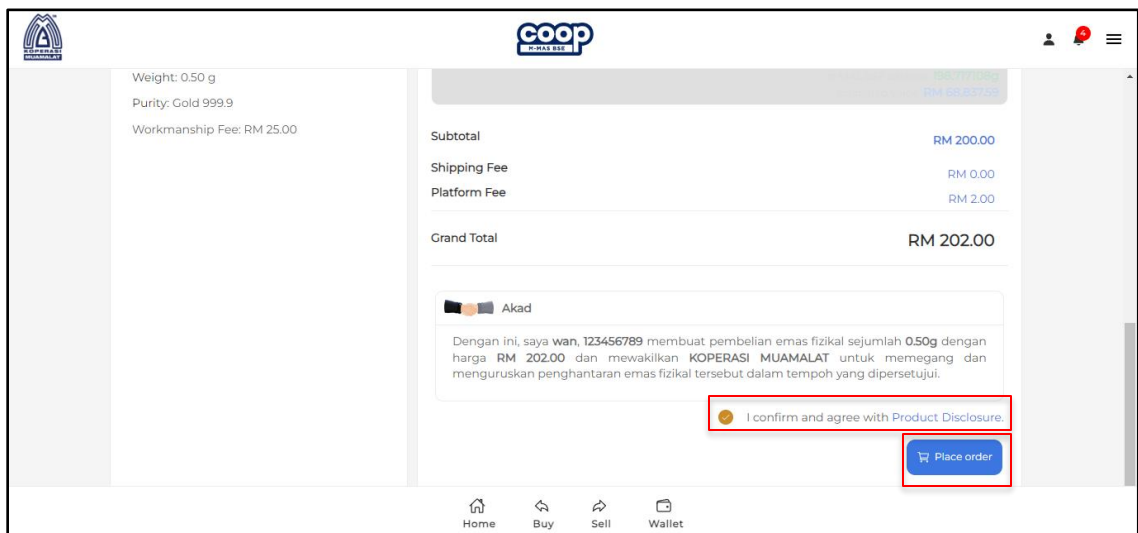 KOPERASI
MUAMALAT
COOP
M-MAS BSE
4
Weight: 0.50 g
Purity: Gold 999.9
Workmanship Fee: RM 25.00
Subtotal
RM 200.00
Shipping Fee
RM 0.00
Platform Fee
RM 2.00
Grand Total
RM 202.00
Akad
Dengan ini, saya wan, 123456789 membuat pembelian emas fizikal sejumlah 0.50g dengan
harga RM 202.00 dan mewakilkan KOPERASI MUAMALAT untuk memegang dan
menguruskan penghantaran emas fizikal tersebut dalam tempoh yang dipersetujui.
I confirm and agree with Product Disclosure.
Place order
Home
Buy
Sell
Wallet